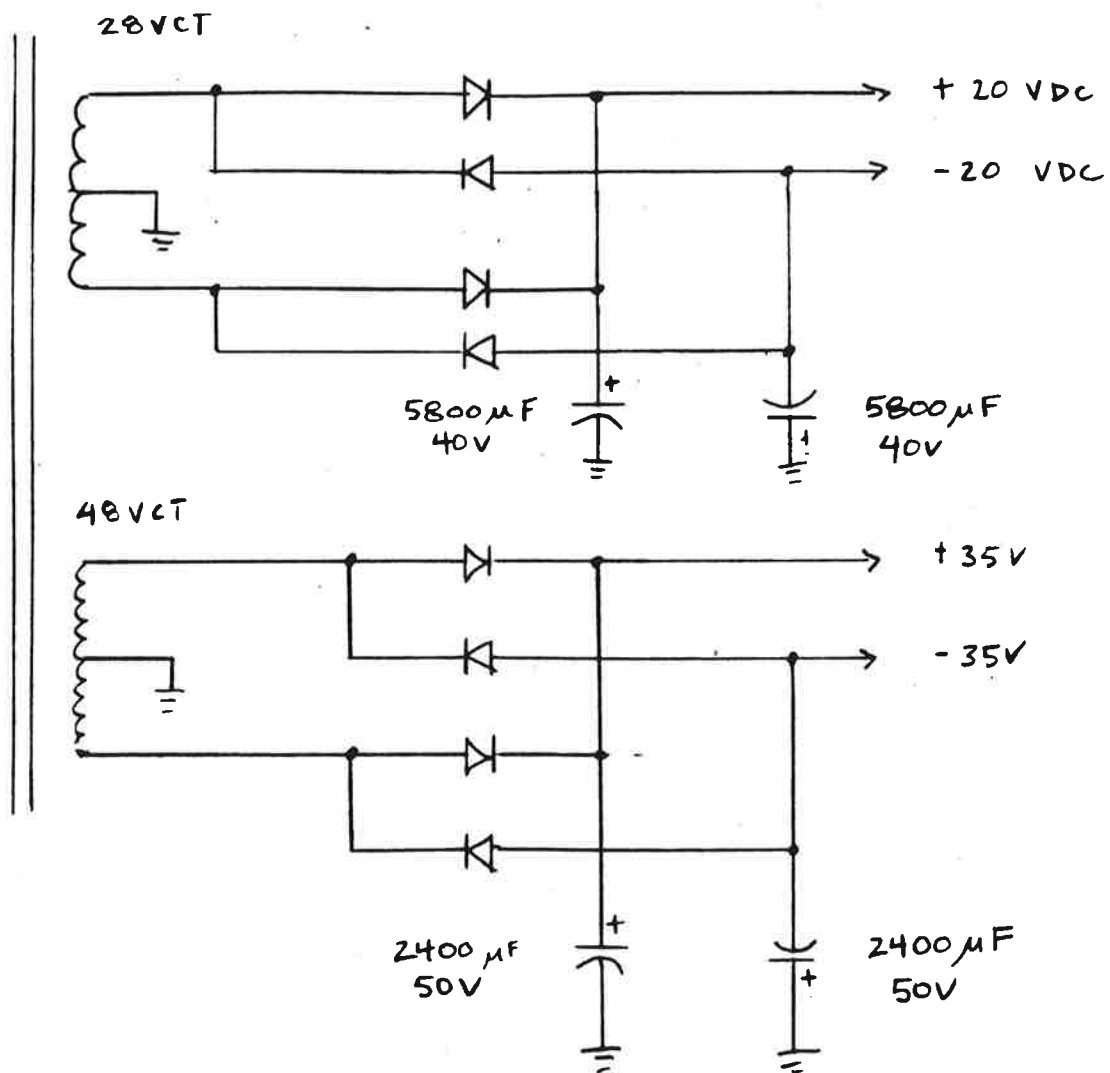 28VCT
+ 20 VDC
- 20 VDC
+
5800µF
40V
5800µF
40V
48VCT
+35V
-35V
+
2400µF
50V
+
2400µF
50V